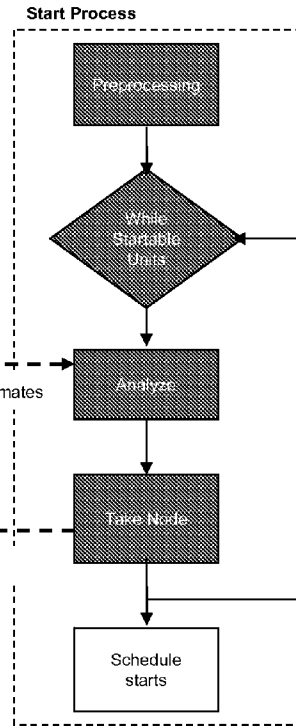 Start Process
Preprocessing
While
Startable
Units
Analyze
mates
Take Node
Schedule
starts